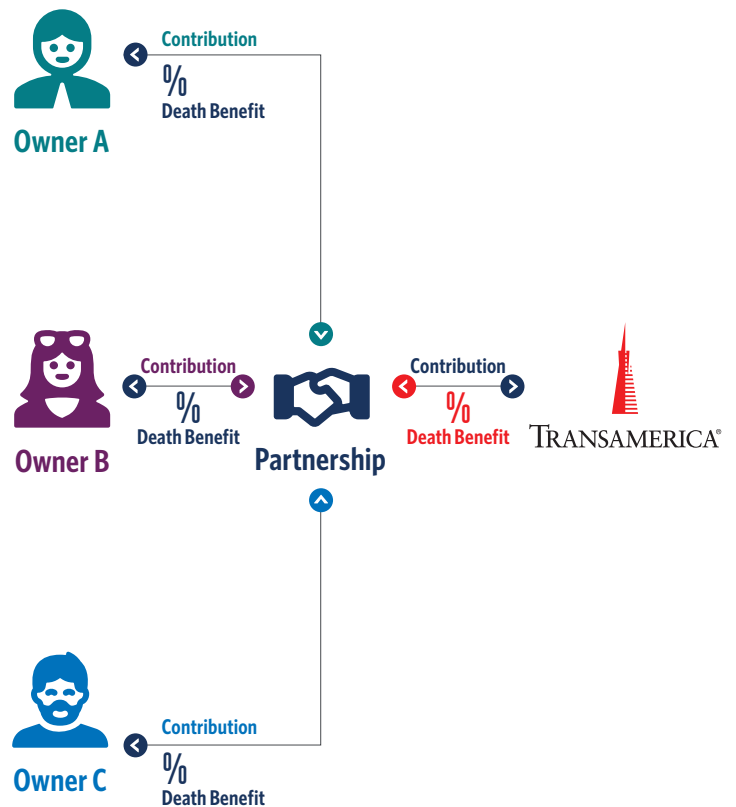 Contribution
%
Death Benefit
Owner A
Contribution
%
Death Benefit
Owner B
Partnership
Contribution
%
Death Benefit
TRANSAMERICA®
Contribution
%
Death Benefit
Owner C